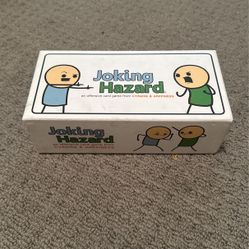 Joking
Hazard
an offensive card game from CYANIDE & HAPPINESS
Joking
Hazard